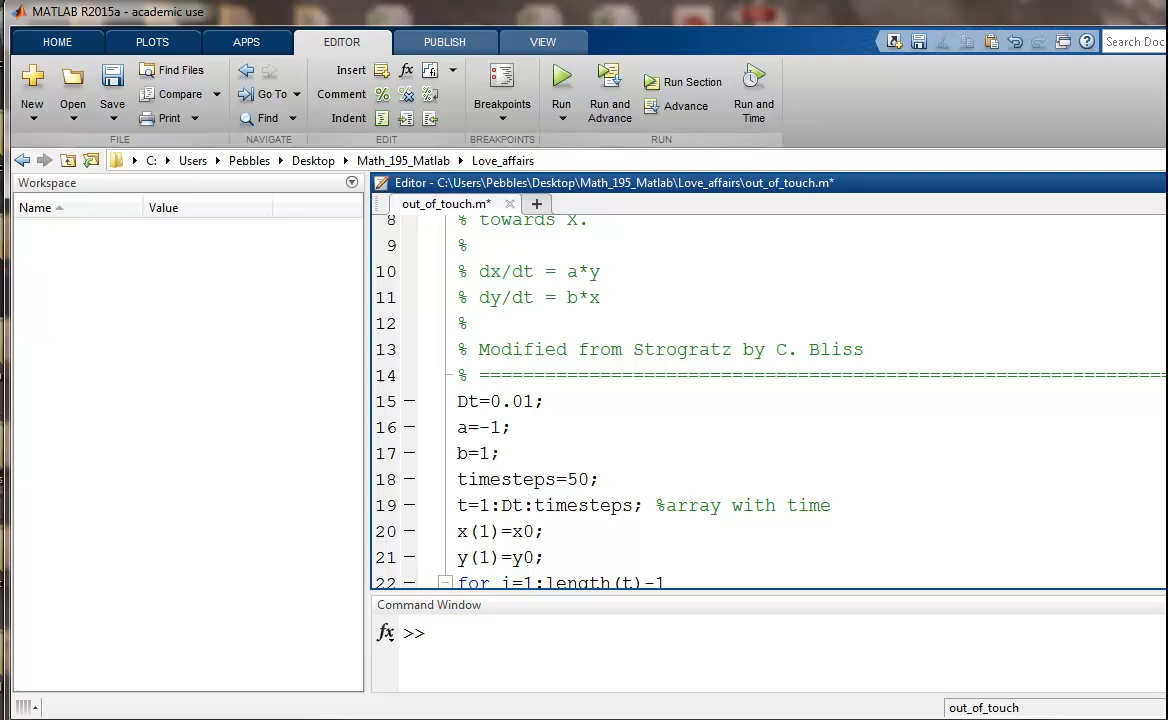 MATLAB R2015a - academic use
HOME PLOTS APPS EDITOR PUBLISH VIEW Search Doc
New Open Save Find Files Compare Print
Go To Find
Insert fx Comment % Indent
Breakpoints
Run Run and Advance Run Section Advance Run and Time
FILE NAVIGATE EDIT BREAKPOINTS RUN
C: Users Pebbles Desktop Math_195_Matlab Love_affairs
Workspace
Name Value
Editor - C:\Users\Pebbles\Desktop\Math_195_Matlab\Love_affairs\out_of_touch.m*
out_of_touch.m* +
8 % towards X.
9 %
10 % dx/dt = a*y
11 % dy/dt = b*x
12 %
13 % Modified from Strogratz by C. Bliss
14 % ================================================================
15 Dt=0.01;
16 a=-1;
17 b=1;
18 timesteps=50;
19 t=1:Dt:timesteps; %array with time
20 x(1)=x0;
21 y(1)=y0;
22 for i=1:length(t)-1
Command Window
fx >>
out_of_touch